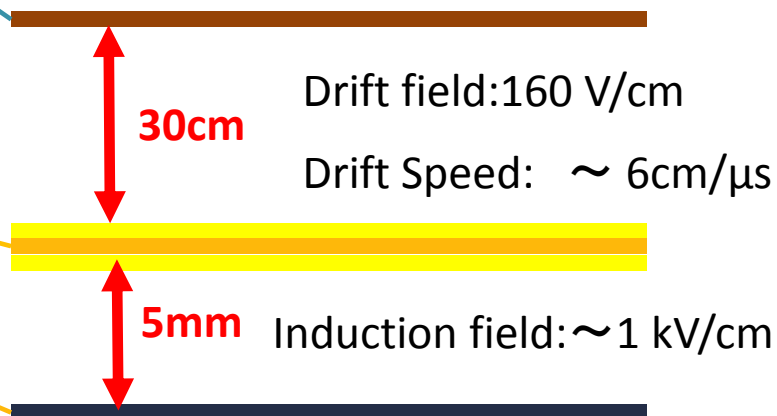 Drift field:160 V/cm
30cm
Drift Speed: ～ 6cm/μs
5mm
Induction field:～1 kV/cm